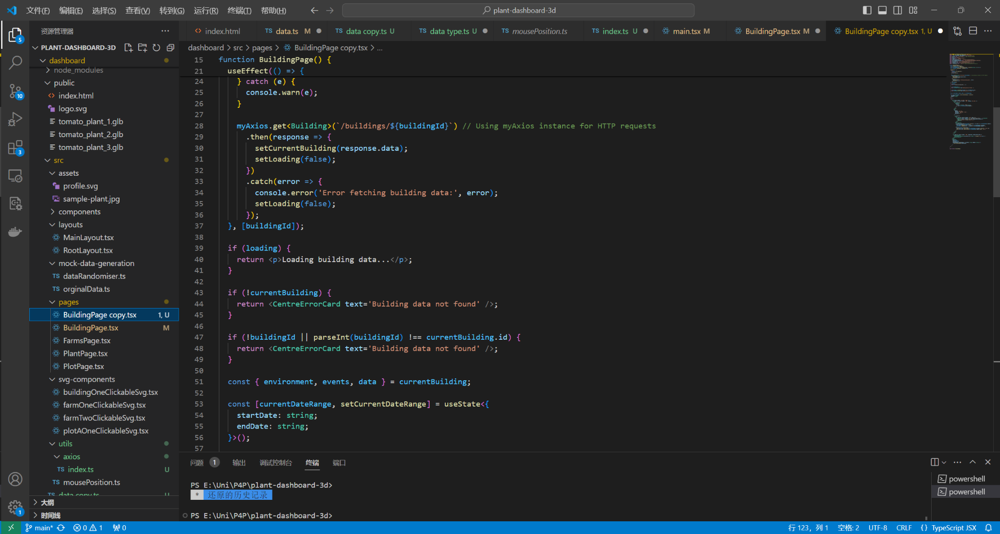 文件(F) 编辑(E) 选择(S) 查看(V) 转到(G) 运行(R) 终端(T) 帮助(H) plant-dashboard-3d
资源管理器
PLANT-DASHBOARD-3D
dashboard
node_modules
public
index.html
logo.svg
tomato_plant_1.glb
tomato_plant_2.glb
tomato_plant_3.glb
src
assets
profile.svg
sample-plant.jpg
components
layouts
MainLayout.tsx
RootLayout.tsx
mock-data-generation
dataRandomiser.ts
orginalData.ts
pages
BuildingPage copy.tsx 1, U
BuildingPage.tsx M
FarmsPage.tsx
PlantPage.tsx
PlotPage.tsx
svg-components
buildingOneClickableSvg.tsx
farmOneClickableSvg.tsx
farmTwoClickableSvg.tsx
plotAOneClickableSvg.tsx
utils
axios
TS index.ts U
TS mousePosition.ts
TS data copy.ts U
大纲
时间线
5
10
3
1
index.html TS data.ts M TS data copy.ts U TS data type.ts U TS mousePosition.ts TS index.ts U main.tsx M BuildingPage.tsx M BuildingPage copy.tsx 1, U
dashboard > src > pages > BuildingPage copy.tsx > ...
15 function BuildingPage() {
21 useEffect(() => {
24 } catch (e) {
25 console.warn(e);
26 }
27
28 myAxios.get<Building>(`/buildings/${buildingId}`) // Using myAxios instance for HTTP requests
29 .then(response => {
30 setCurrentBuilding(response.data);
31 setLoading(false);
32 })
33 .catch(error => {
34 console.error('Error fetching building data:', error);
35 setLoading(false);
36 });
37 }, [buildingId]);
38
39 if (loading) {
40 return <p>Loading building data...</p>;
41 }
42
43 if (!currentBuilding) {
44 return <CentreErrorCard text='Building data not found' />;
45 }
46
47 if (!buildingId || parseInt(buildingId) !== currentBuilding.id) {
48 return <CentreErrorCard text='Building data not found' />;
49 }
50
51 const { environment, events, data } = currentBuilding;
52
53 const [currentDateRange, setCurrentDateRange] = useState<{
54 startDate: string;
55 endDate: string;
56 }>();
57
问题 1 输出 调试控制台 终端 端口
PS E:\Uni\P4P\plant-dashboard-3d>
* 还原的历史记录
PS E:\Uni\P4P\plant-dashboard-3d>
powershell
powershell
main* 0 1 0 行 123，列 1 空格: 2 UTF-8 CRLF {} TypeScript JSX